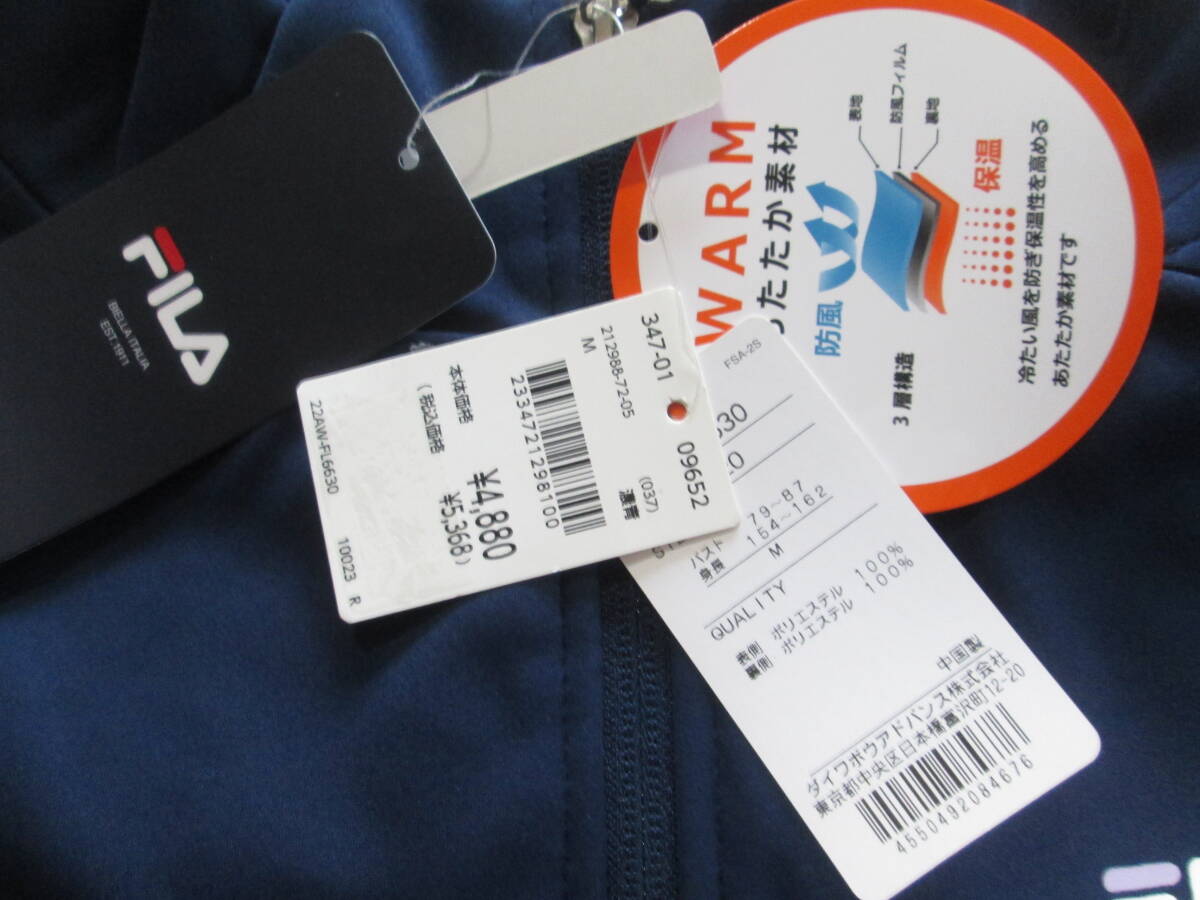 FILA
BIELLA ITALIA
EST.1911
WARM
たたか素材
防風
表地
防風フィルム
裏地
保温
3層構造
冷たい風を防ぎ保温性を高める
あたたか素材です
347-01
09652
212988-72-05
M
(037)
2334721298100
本体価格
¥4,880
(税込価格
¥5,368)
22AW-FL6630
10023 R
FSA-2S
630
バスト 79~87
身長 154~162
M
QUALITY
表側 ポリエステル 100%
裏側 ポリエステル 100%
中国製
ダイワボウアドバンス株式会社
東京都中央区日本橋富沢町12-20
4550492084676